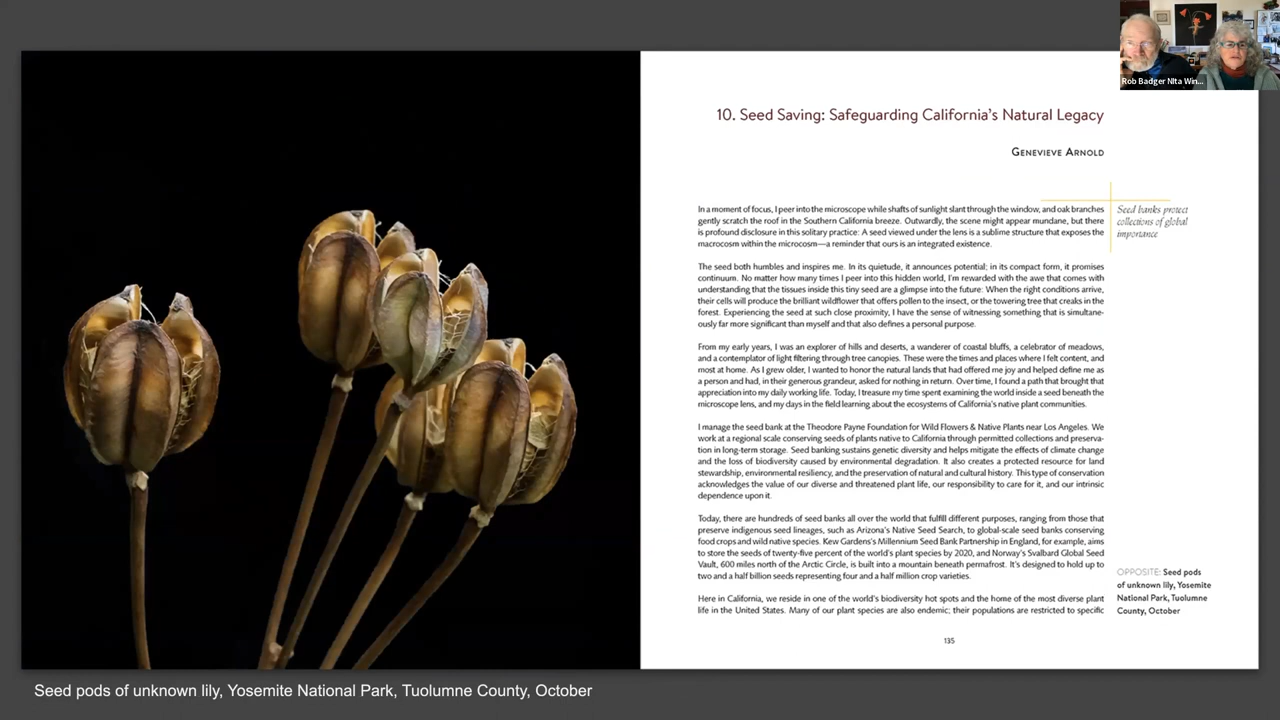 Rob Badger NIta Win...
10. Seed Saving: Safeguarding California's Natural Legacy
Genevieve Arnold
In a moment of focus, I peer into the microscope while shafts of sunlight slant through the window, and oak branches
gently scratch the roof in the Southern California breeze. Outwardly, the scene might appear mundane, but there
is profound disclosure in this solitary practice: A seed viewed under the lens is a sublime structure that exposes the
macrocosm within the microcosm—a reminder that ours is an integrated existence.
Seed banks protect
collections of global
importance
The seed both humbles and inspires me. In its quietude, it announces potential; in its compact form, it promises
continuum. No matter how many times I peer into this hidden world, I'm rewarded with the awe that comes with
understanding that the tissues inside this tiny seed are a glimpse into the future: When the right conditions arrive,
their cells will produce the brilliant wildflower that offers pollen to the insect, or the towering tree that creaks in the
forest. Experiencing the seed at such close proximity, I have the sense of witnessing something that is simultane-
ously far more significant than myself and that also defines a personal purpose.
From my early years, I was an explorer of hills and deserts, a wanderer of coastal bluffs, a celebrator of meadows,
and a contemplator of light filtering through tree canopies. These were the times and places where I felt content, and
most at home. As I grew older, I wanted to honor the natural lands that had offered me joy and helped define me as
a person and had, in their generous grandeur, asked for nothing in return. Over time, I found a path that brought that
appreciation into my daily working life. Today, I treasure my time spent examining the world inside a seed beneath the
microscope lens, and my days in the field learning about the ecosystems of California's native plant communities.
I manage the seed bank at the Theodore Payne Foundation for Wild Flowers & Native Plants near Los Angeles. We
work at a regional scale conserving seeds of plants native to California through permitted collections and preserva-
tion in long-term storage. Seed banking sustains genetic diversity and helps mitigate the effects of climate change
and the loss of biodiversity caused by environmental degradation. It also creates a protected resource for land
stewardship, environmental resiliency, and the preservation of natural and cultural history. This type of conservation
acknowledges the value of our diverse and threatened plant life, our responsibility to care for it, and our intrinsic
dependence upon it.
Today, there are hundreds of seed banks all over the world that fulfill different purposes, ranging from those that
preserve indigenous seed lineages, such as Arizona's Native Seed Search, to global-scale seed banks conserving
food crops and wild native species. Kew Gardens's Millennium Seed Bank Partnership in England, for example, aims
to store the seeds of twenty-five percent of the world's plant species by 2020, and Norway's Svalbard Global Seed
Vault, 600 miles north of the Arctic Circle, is built into a mountain beneath permafrost. It's designed to hold up to
two and a half billion seeds representing four and a half million crop varieties.
Here in California, we reside in one of the world's biodiversity hot spots and the home of the most diverse plant
life in the United States. Many of our plant species are also endemic; their populations are restricted to specific
OPPOSITE: Seed pods
of unknown lily, Yosemite
National Park, Tuolumne
County, October
135
Seed pods of unknown lily, Yosemite National Park, Tuolumne County, October